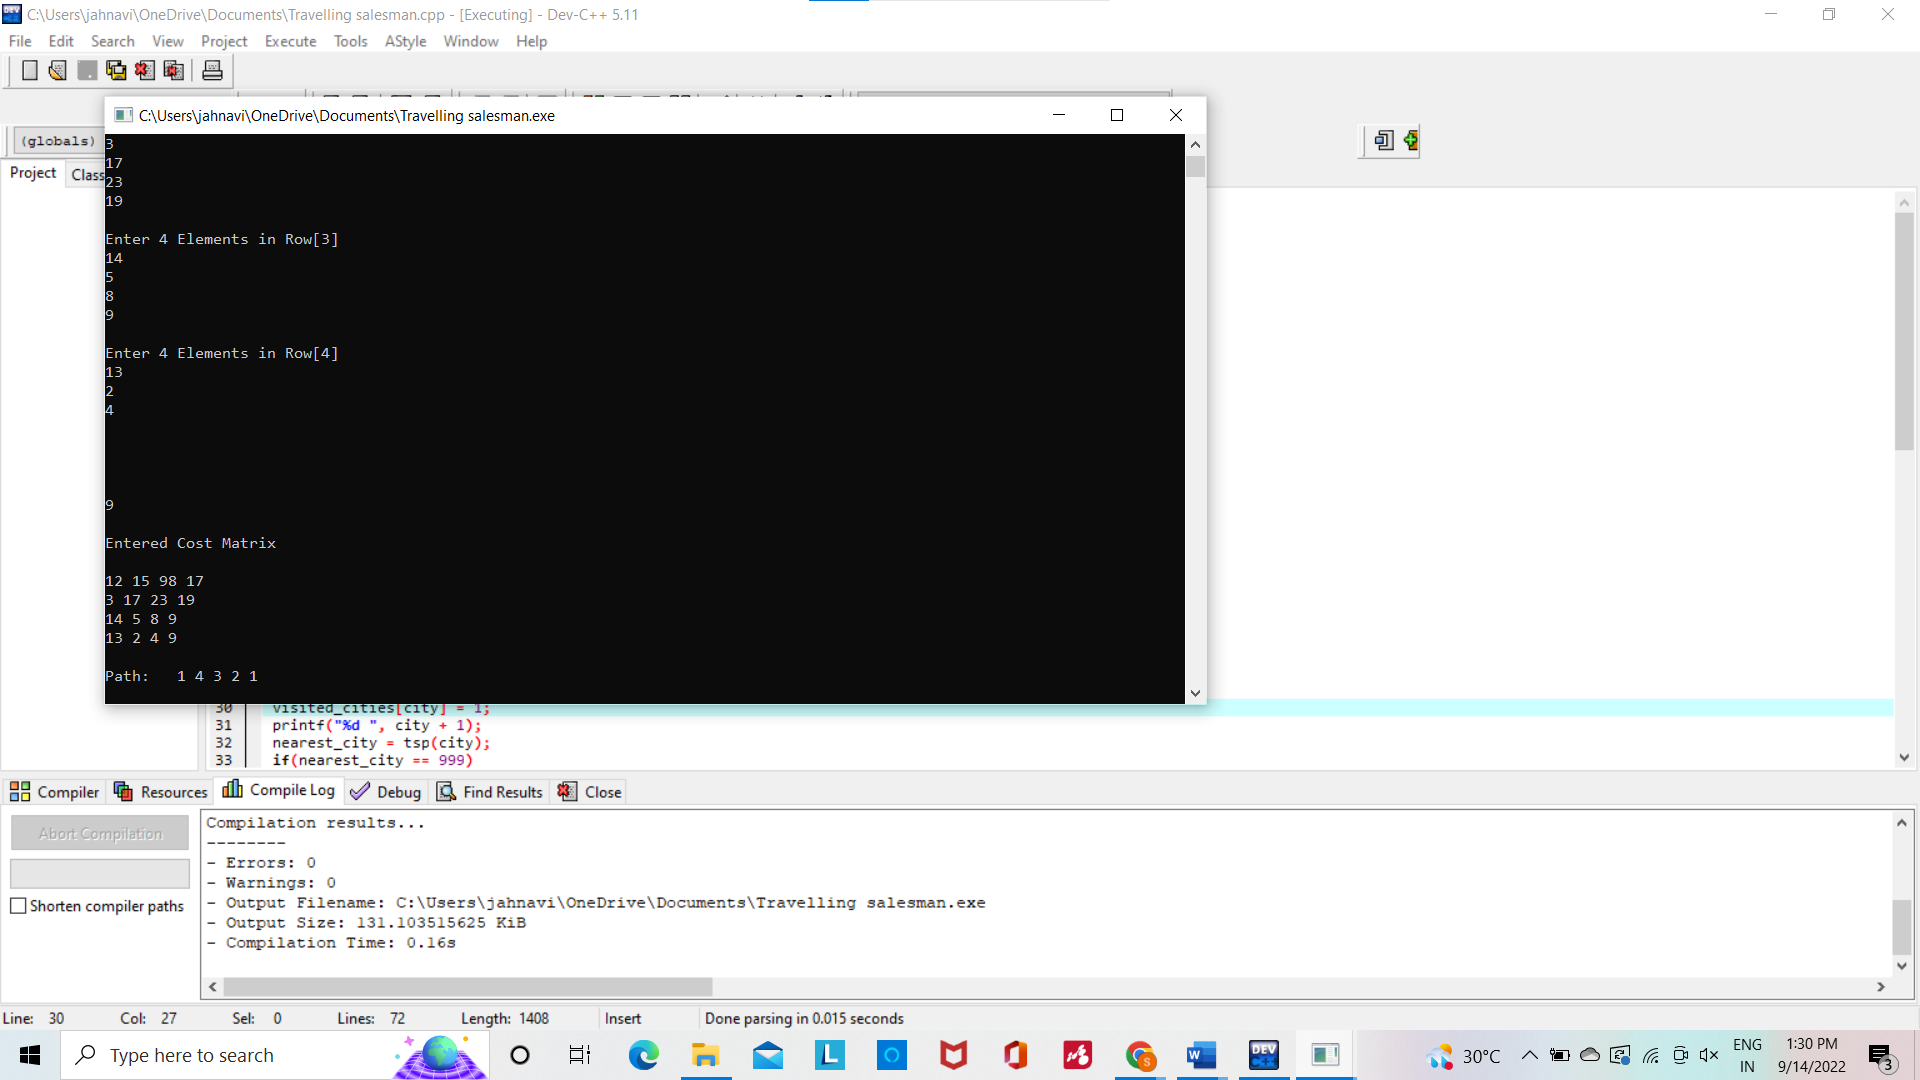 C:\Users\jahnavi\OneDrive\Documents\Travelling salesman.cpp - [Executing] - Dev-C++ 5.11
File Edit Search View Project Execute Tools AStyle Window Help
C:\Users\jahnavi\OneDrive\Documents\Travelling salesman.exe
(globals)
Project Class
3
17
23
19
Enter 4 Elements in Row[3]
14
5
8
9
Enter 4 Elements in Row[4]
13
2
4
9
Entered Cost Matrix
12 15 98 17
3 17 23 19
14 5 8 9
13 2 4 9
Path: 1 4 3 2 1
30 visited_cities[city] = 1;
31 printf("%d ", city + 1);
32 nearest_city = tsp(city);
33 if(nearest_city == 999)
Compiler Resources Compile Log Debug Find Results Close
Abort Compilation
Shorten compiler paths
Compilation results...
--------
- Errors: 0
- Warnings: 0
- Output Filename: C:\Users\jahnavi\OneDrive\Documents\Travelling salesman.exe
- Output Size: 131.103515625 KiB
- Compilation Time: 0.16s
Line: 30 Col: 27 Sel: 0 Lines: 72 Length: 1408 Insert Done parsing in 0.015 seconds
Type here to search
L
S
W
DEV C++
30°C
ENG
IN
1:30 PM
9/14/2022
3